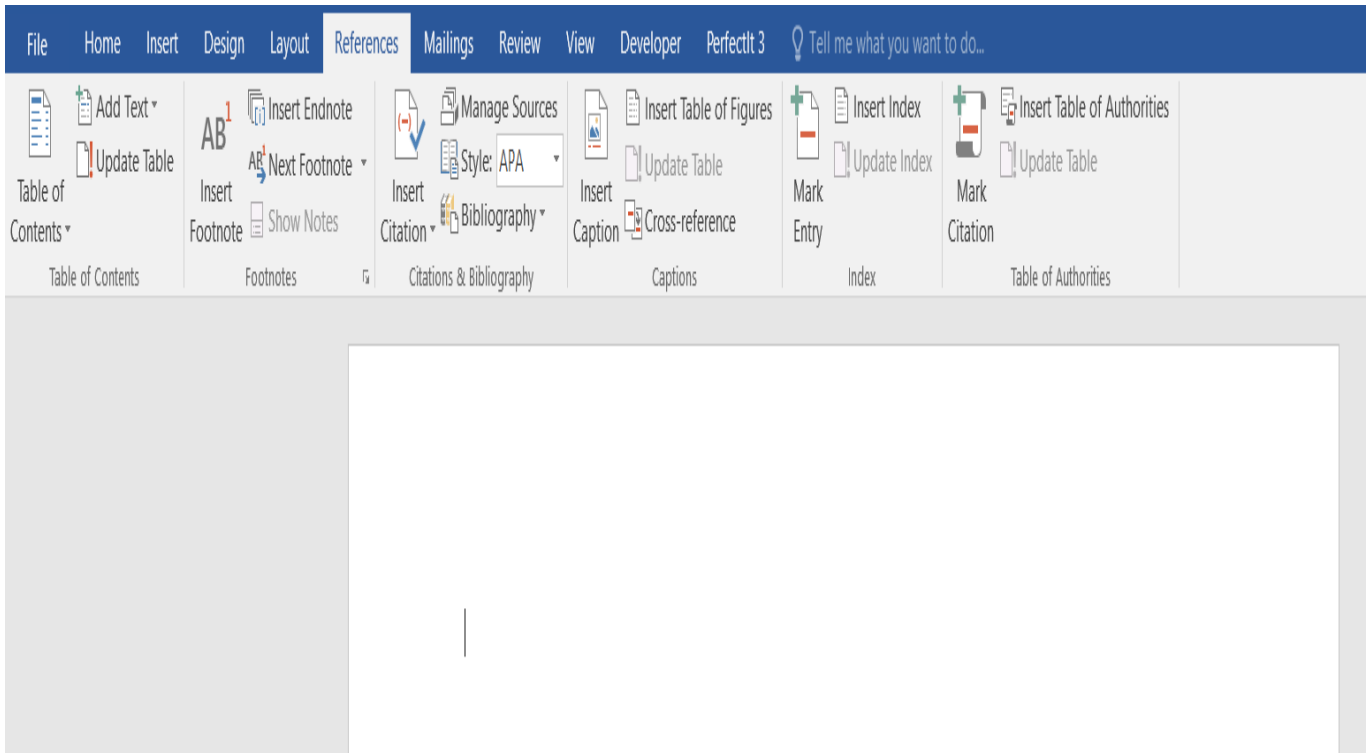 File Home Insert Design Layout References Mailings Review View Developer PerfectIt 3 Tell me what you want to do...
Table of
Contents
Add Text
Update Table
Table of Contents
AB1
Insert
Footnote
Insert Endnote
AB1 Next Footnote
Show Notes
Footnotes
Insert
Citation
Manage Sources
Style: APA
Bibliography
Citations & Bibliography
Insert
Caption
Insert Table of Figures
Update Table
Cross-reference
Captions
Mark
Entry
Insert Index
Update Index
Index
Mark
Citation
Insert Table of Authorities
Update Table
Table of Authorities